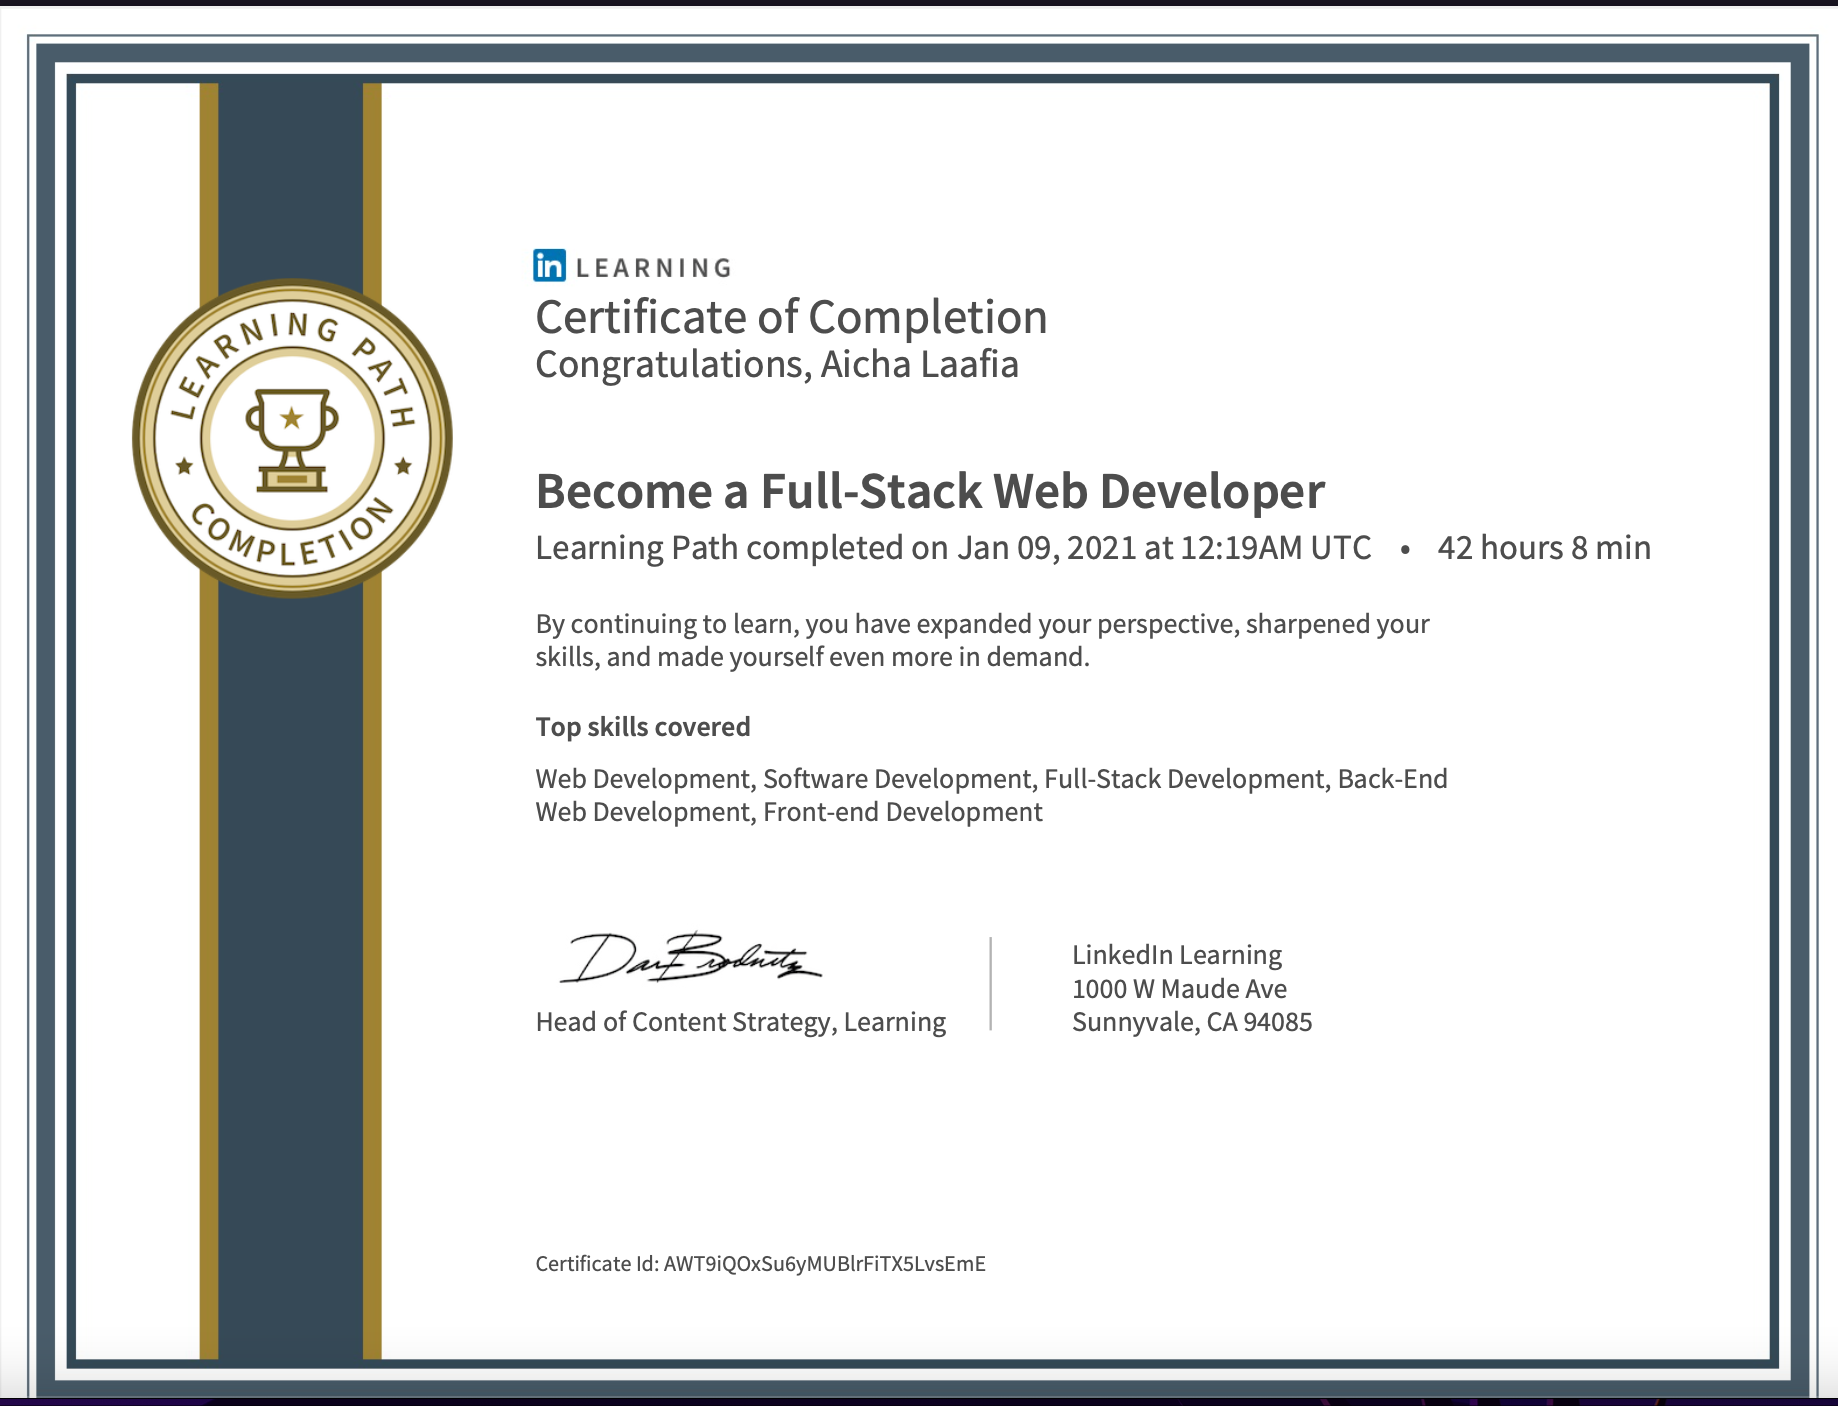 LEARNING PATH
COMPLETION
in LEARNING
Certificate of Completion
Congratulations, Aicha Laafia
Become a Full-Stack Web Developer
Learning Path completed on Jan 09, 2021 at 12:19AM UTC • 42 hours 8 min
By continuing to learn, you have expanded your perspective, sharpened your
skills, and made yourself even more in demand.
Top skills covered
Web Development, Software Development, Full-Stack Development, Back-End
Web Development, Front-end Development
Dan Brodnitz
Head of Content Strategy, Learning
LinkedIn Learning
1000 W Maude Ave
Sunnyvale, CA 94085
Certificate Id: AWT9iQOxSu6yMUBlrFiTX5LvsEmE